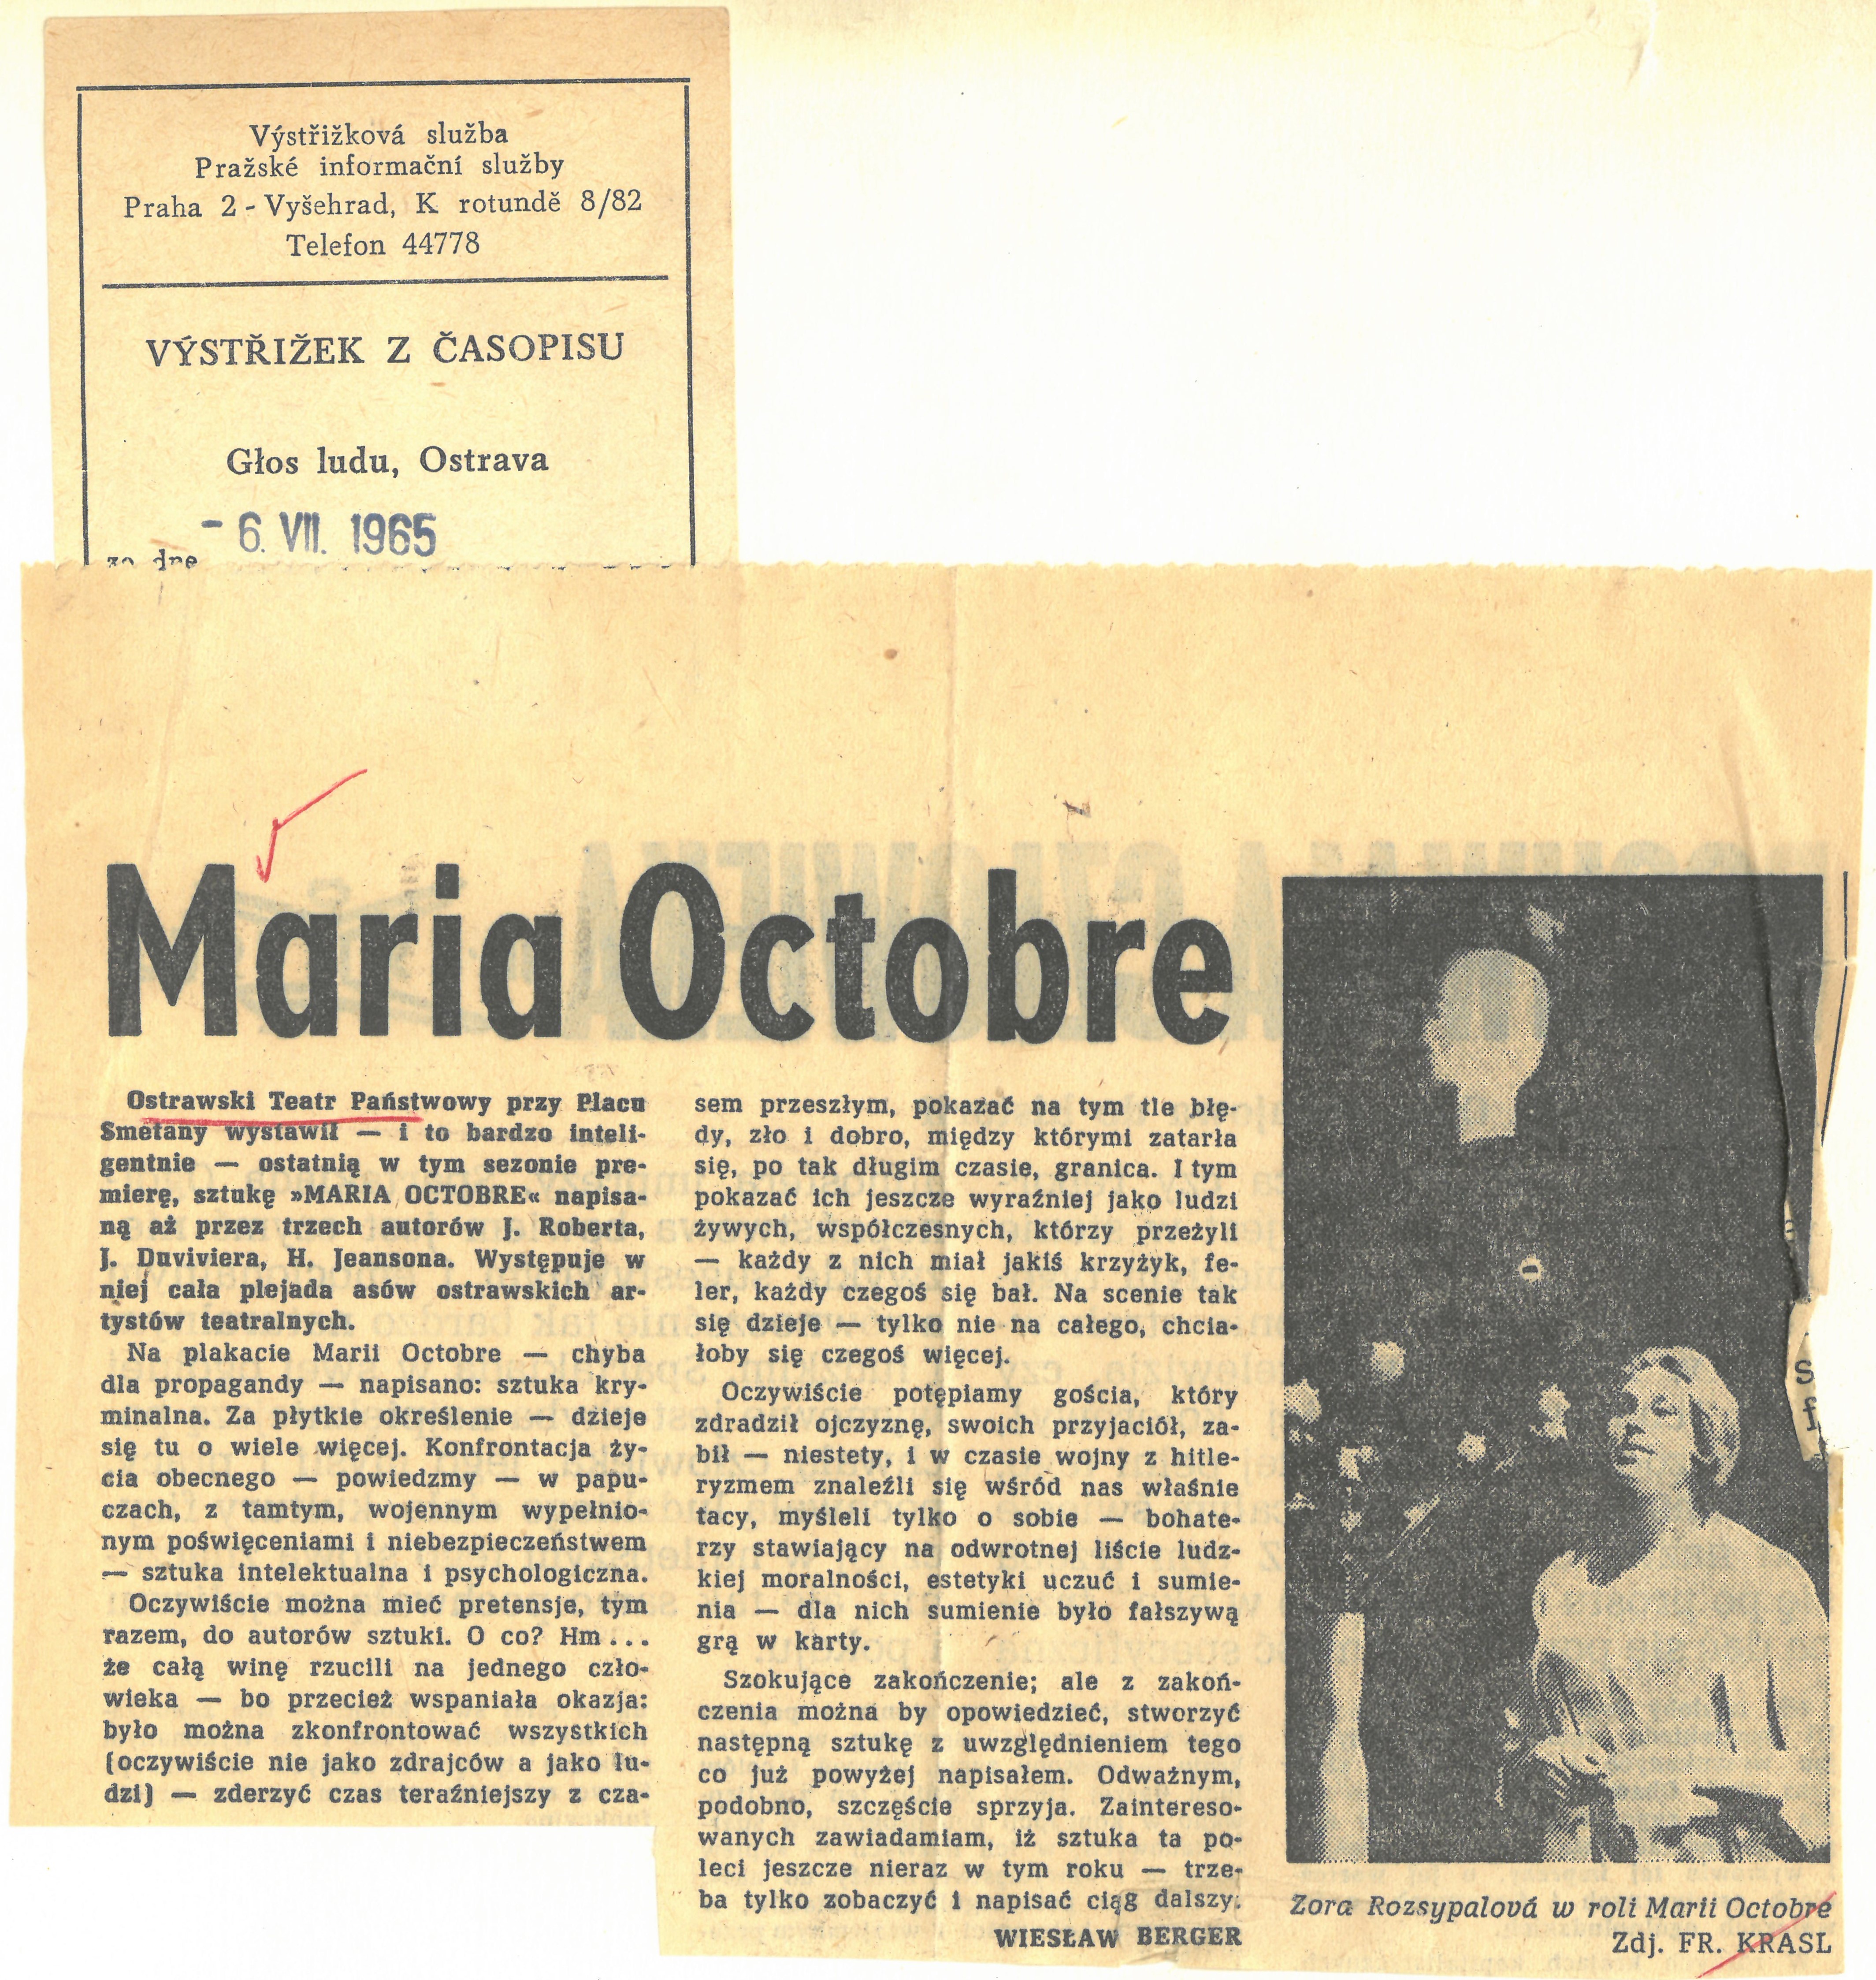 Výstřižková služba
Pražské informační služby
Praha 2 - Vyšehrad, K rotundě 8/82
Telefon 44778
VÝSTŘIŽEK Z ČASOPISU
Głos ludu, Ostrava
- 6. VII. 1965
ze dne
Maria Octobre
Ostrawski Teatr Państwowy przy Placu
Smetany wystawił — i to bardzo inteli-
gentnie — ostatnią w tym sezonie pre-
mierę, sztukę »MARIA OCTOBRE« napisa-
ną aż przez trzech autorów J. Roberta,
J. Duviviera, H. Jeansona. Występuje w
niej cała plejada asów ostrawskich ar-
tystów teatralnych.
Na plakacie Marii Octobre — chyba
dla propagandy — napisano: sztuka kry-
minalna. Za płytkie określenie — dzieje
się tu o wiele więcej. Konfrontacja ży-
cia obecnego — powiedzmy — w papu-
czach, z tamtym, wojennym wypełnio-
nym poświęceniami i niebezpieczeństwem
— sztuka intelektualna i psychologiczna.
Oczywiście można mieć pretensje, tym
razem, do autorów sztuki. O co? Hm...
że całą winę rzucili na jednego czło-
wieka — bo przecież wspaniała okazja:
było można zkonfrontować wszystkich
(oczywiście nie jako zdrajców a jako lu-
dzi) — zderzyć czas teraźniejszy z cza-
sem przeszłym, pokazać na tym tle błę-
dy, zło i dobro, między którymi zatarła
się, po tak długim czasie, granica. I tym
pokazać ich jeszcze wyraźniej jako ludzi
żywych, współczesnych, którzy przeżyli
— każdy z nich miał jakiś krzyżyk, fe-
ler, każdy czegoś się bał. Na scenie tak
się dzieje — tylko nie na całego, chcia-
łoby się czegoś więcej.
Oczywiście potępiamy gościa, który
zdradził ojczyznę, swoich przyjaciół, za-
bił — niestety, i w czasie wojny z hitle-
ryzmem znaleźli się wśród nas właśnie
tacy, myśleli tylko o sobie — bohate-
rzy stawiający na odwrotnej liście ludz-
kiej moralności, estetyki uczuć i sumie-
nia — dla nich sumienie było fałszywą
grą w karty.
Szokujące zakończenie; ale z zakoń-
czenia można by opowiedzieć, stworzyć
następną sztukę z uwzględnieniem tego
co już powyżej napisałem. Odważnym,
podobno, szczęście sprzyja. Zaintereso-
wanych zawiadamiam, iż sztuka ta po-
leci jeszcze nieraz w tym roku — trze-
ba tylko zobaczyć i napisać ciąg dalszy.
WIESŁAW BERGER
Zora Rozsypalová w roli Marii Octobre
Zdj. FR. KRASL